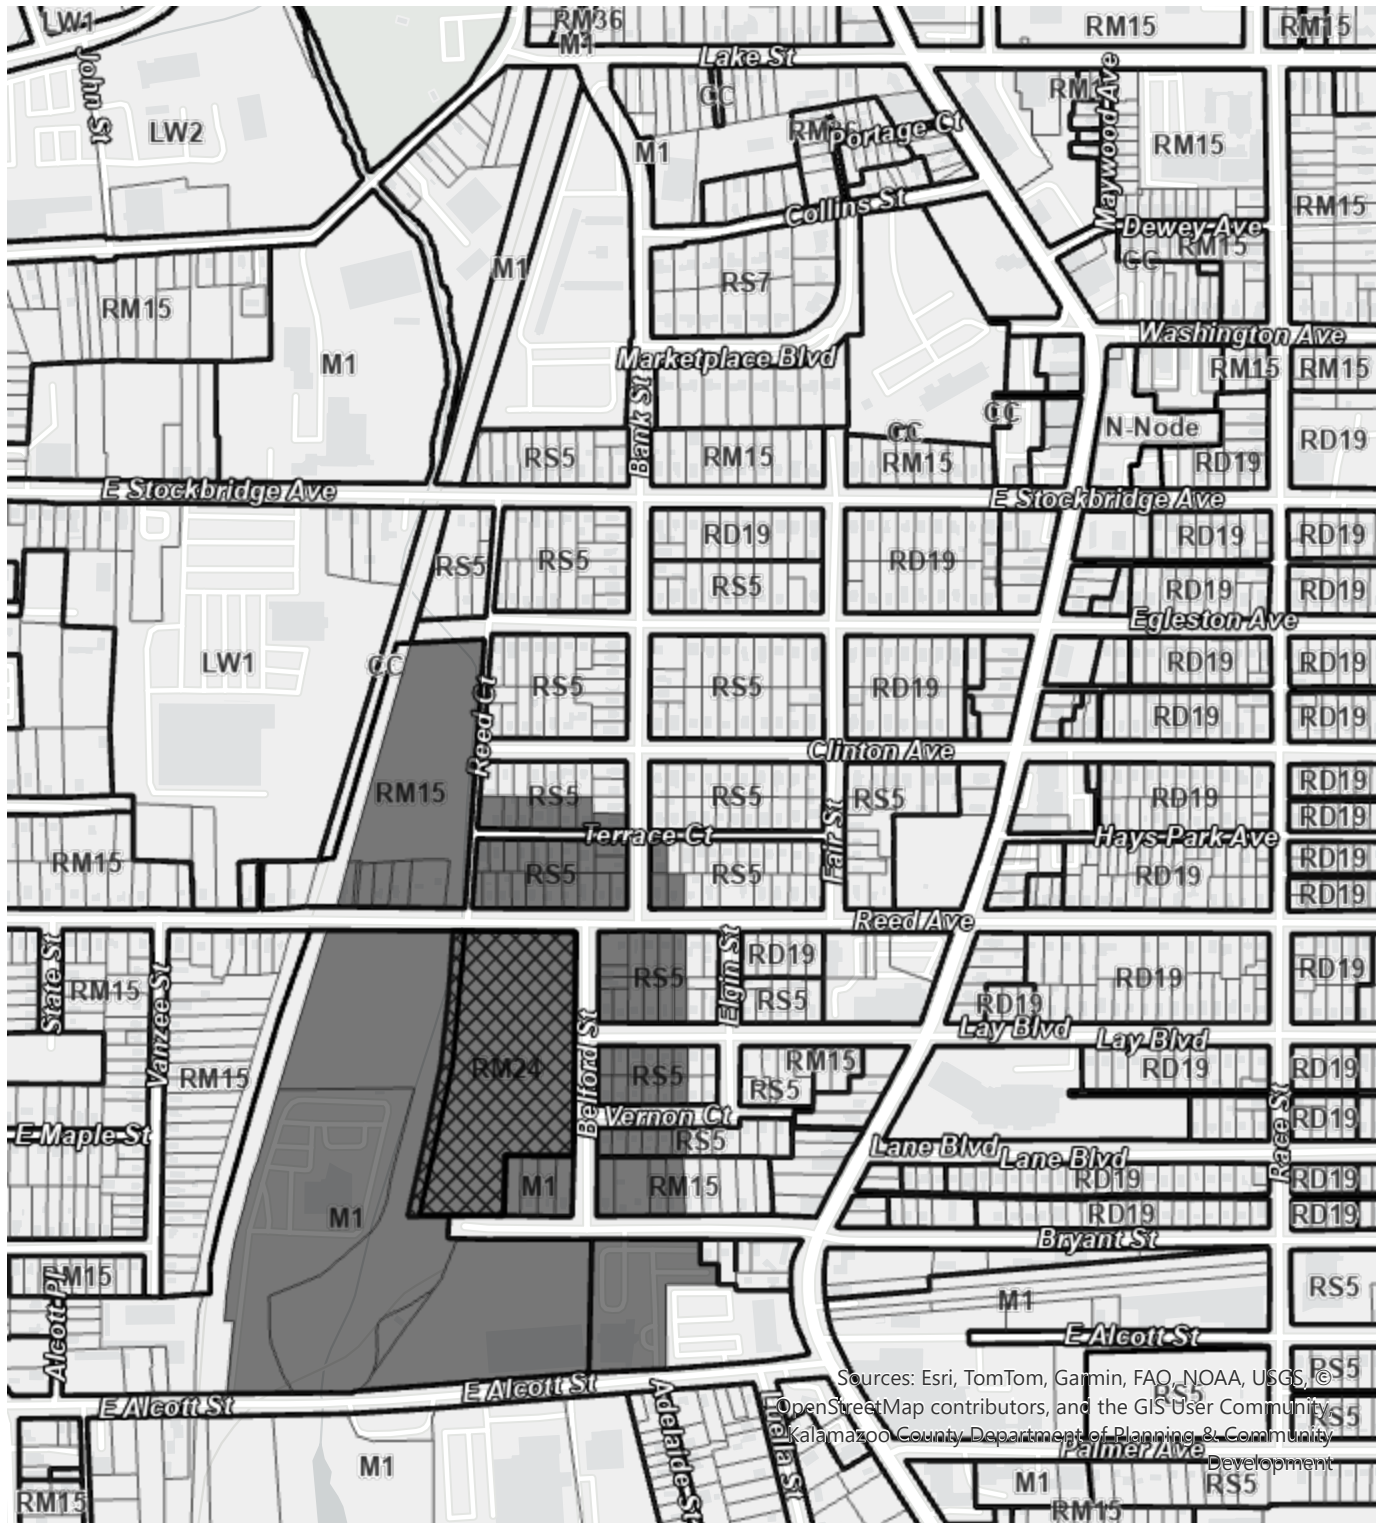 LW1
RM36
M1
RM15
RM15
Lake St
John St
CC
RM15
Maywood Ave
LW2
M1
Portage Ct
RM15
Collins St
RM15
Dewey Ave
RM15
CC
M1
RS7
RM15
Washington Ave
M1
Marketplace Blvd
RM15
RM15
Bank St
CC
CC
N-Node
RD19
RS5
RM15
RM15
RD19
E Stockbridge Ave
E Stockbridge Ave
RS5
RS5
RD19
RS5
RD19
RD19
RD19
RD19
RD19
Egleston Ave
LW1
CC
RS5
RS5
RD19
RD19
RD19
RD19
RD19
Reed Ct
Clinton Ave
RM15
RS5
RS5
RS5
RD19
RD19
RD19
Terrace Ct
Fair St
Hays Park Ave
RM15
RS5
RS5
RD19
RD19
RD19
Reed Ave
State St
Vanzee St
RM15
RS5
Elgin St
RD19
RS5
RD19
RD19
RD19
Lay Blvd
Lay Blvd
RM15
RM24
Belford St
RS5
RM15
RS5
RD19
RD19
E Maple St
Vernon Ct
RS5
RD19
Lane Blvd
Lane Blvd
Race St
M1
M1
RM15
RD19
RD19
RD19
RD19
Bryant St
RM15
Alcott Pl
M1
RS5
E Alcott St
E Alcott St
E Alcott St
RS5
RS5
RS5
Adelaide St
Luella St
Palmer Ave
M1
M1
RS5
RM15
RM15
Sources: Esri, TomTom, Garmin, FAO, NOAA, USGS, ©
OpenStreetMap contributors, and the GIS User Community,
Kalamazoo County Department of Planning & Community
Development